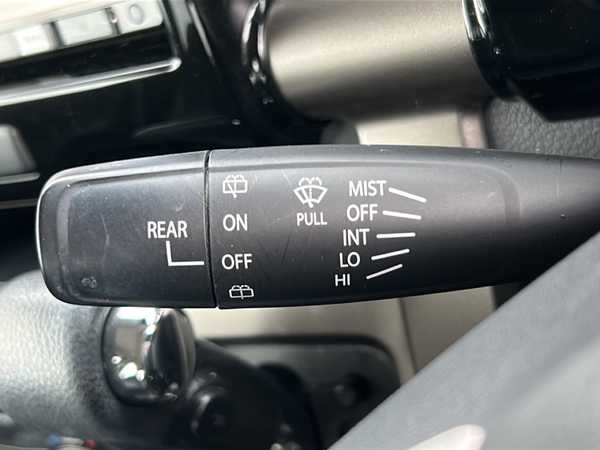 REAR
ON
OFF
PULL
MIST
OFF
INT
LO
HI